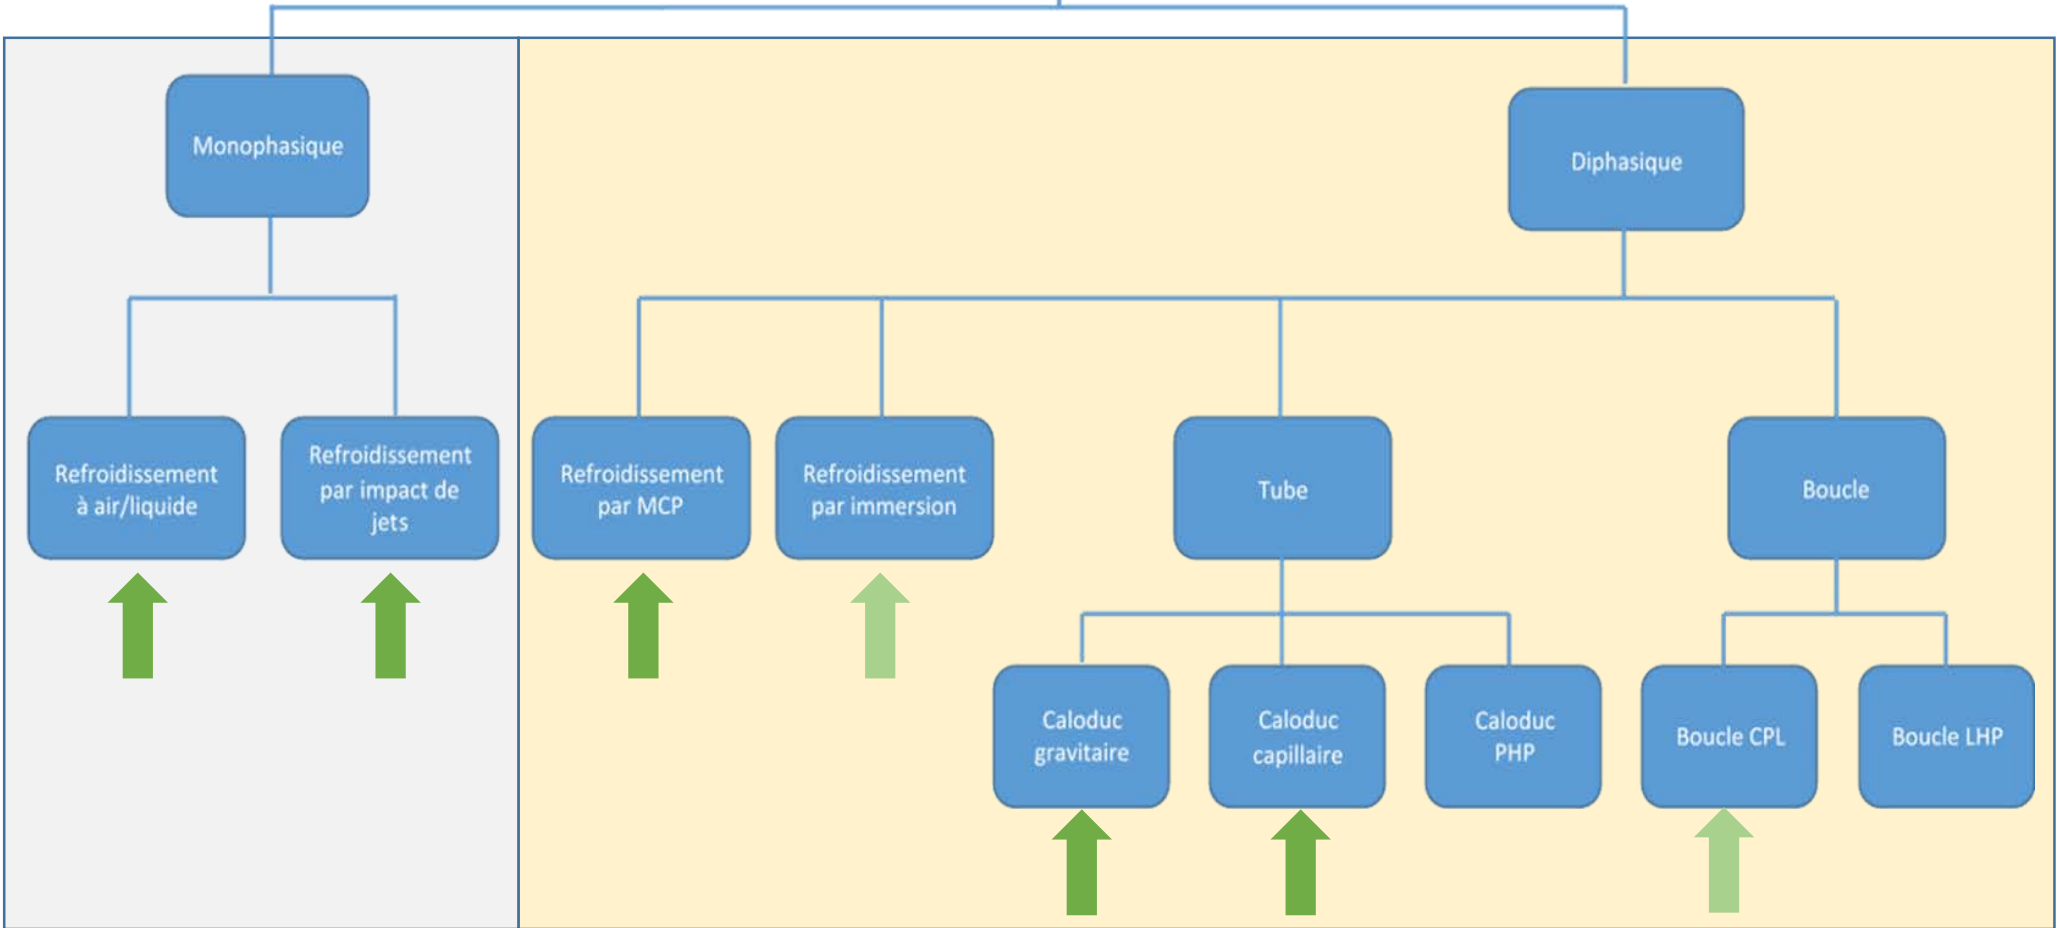 Monophasique
Diphasique
Refroidissement
à air/liquide
Refroidissement
par impact de
jets
Refroidissement
par MCP
Refroidissement
par immersion
Tube
Boucle
Caloduc
gravitaire
Caloduc
capillaire
Caloduc
PHP
Boucle CPL
Boucle LHP